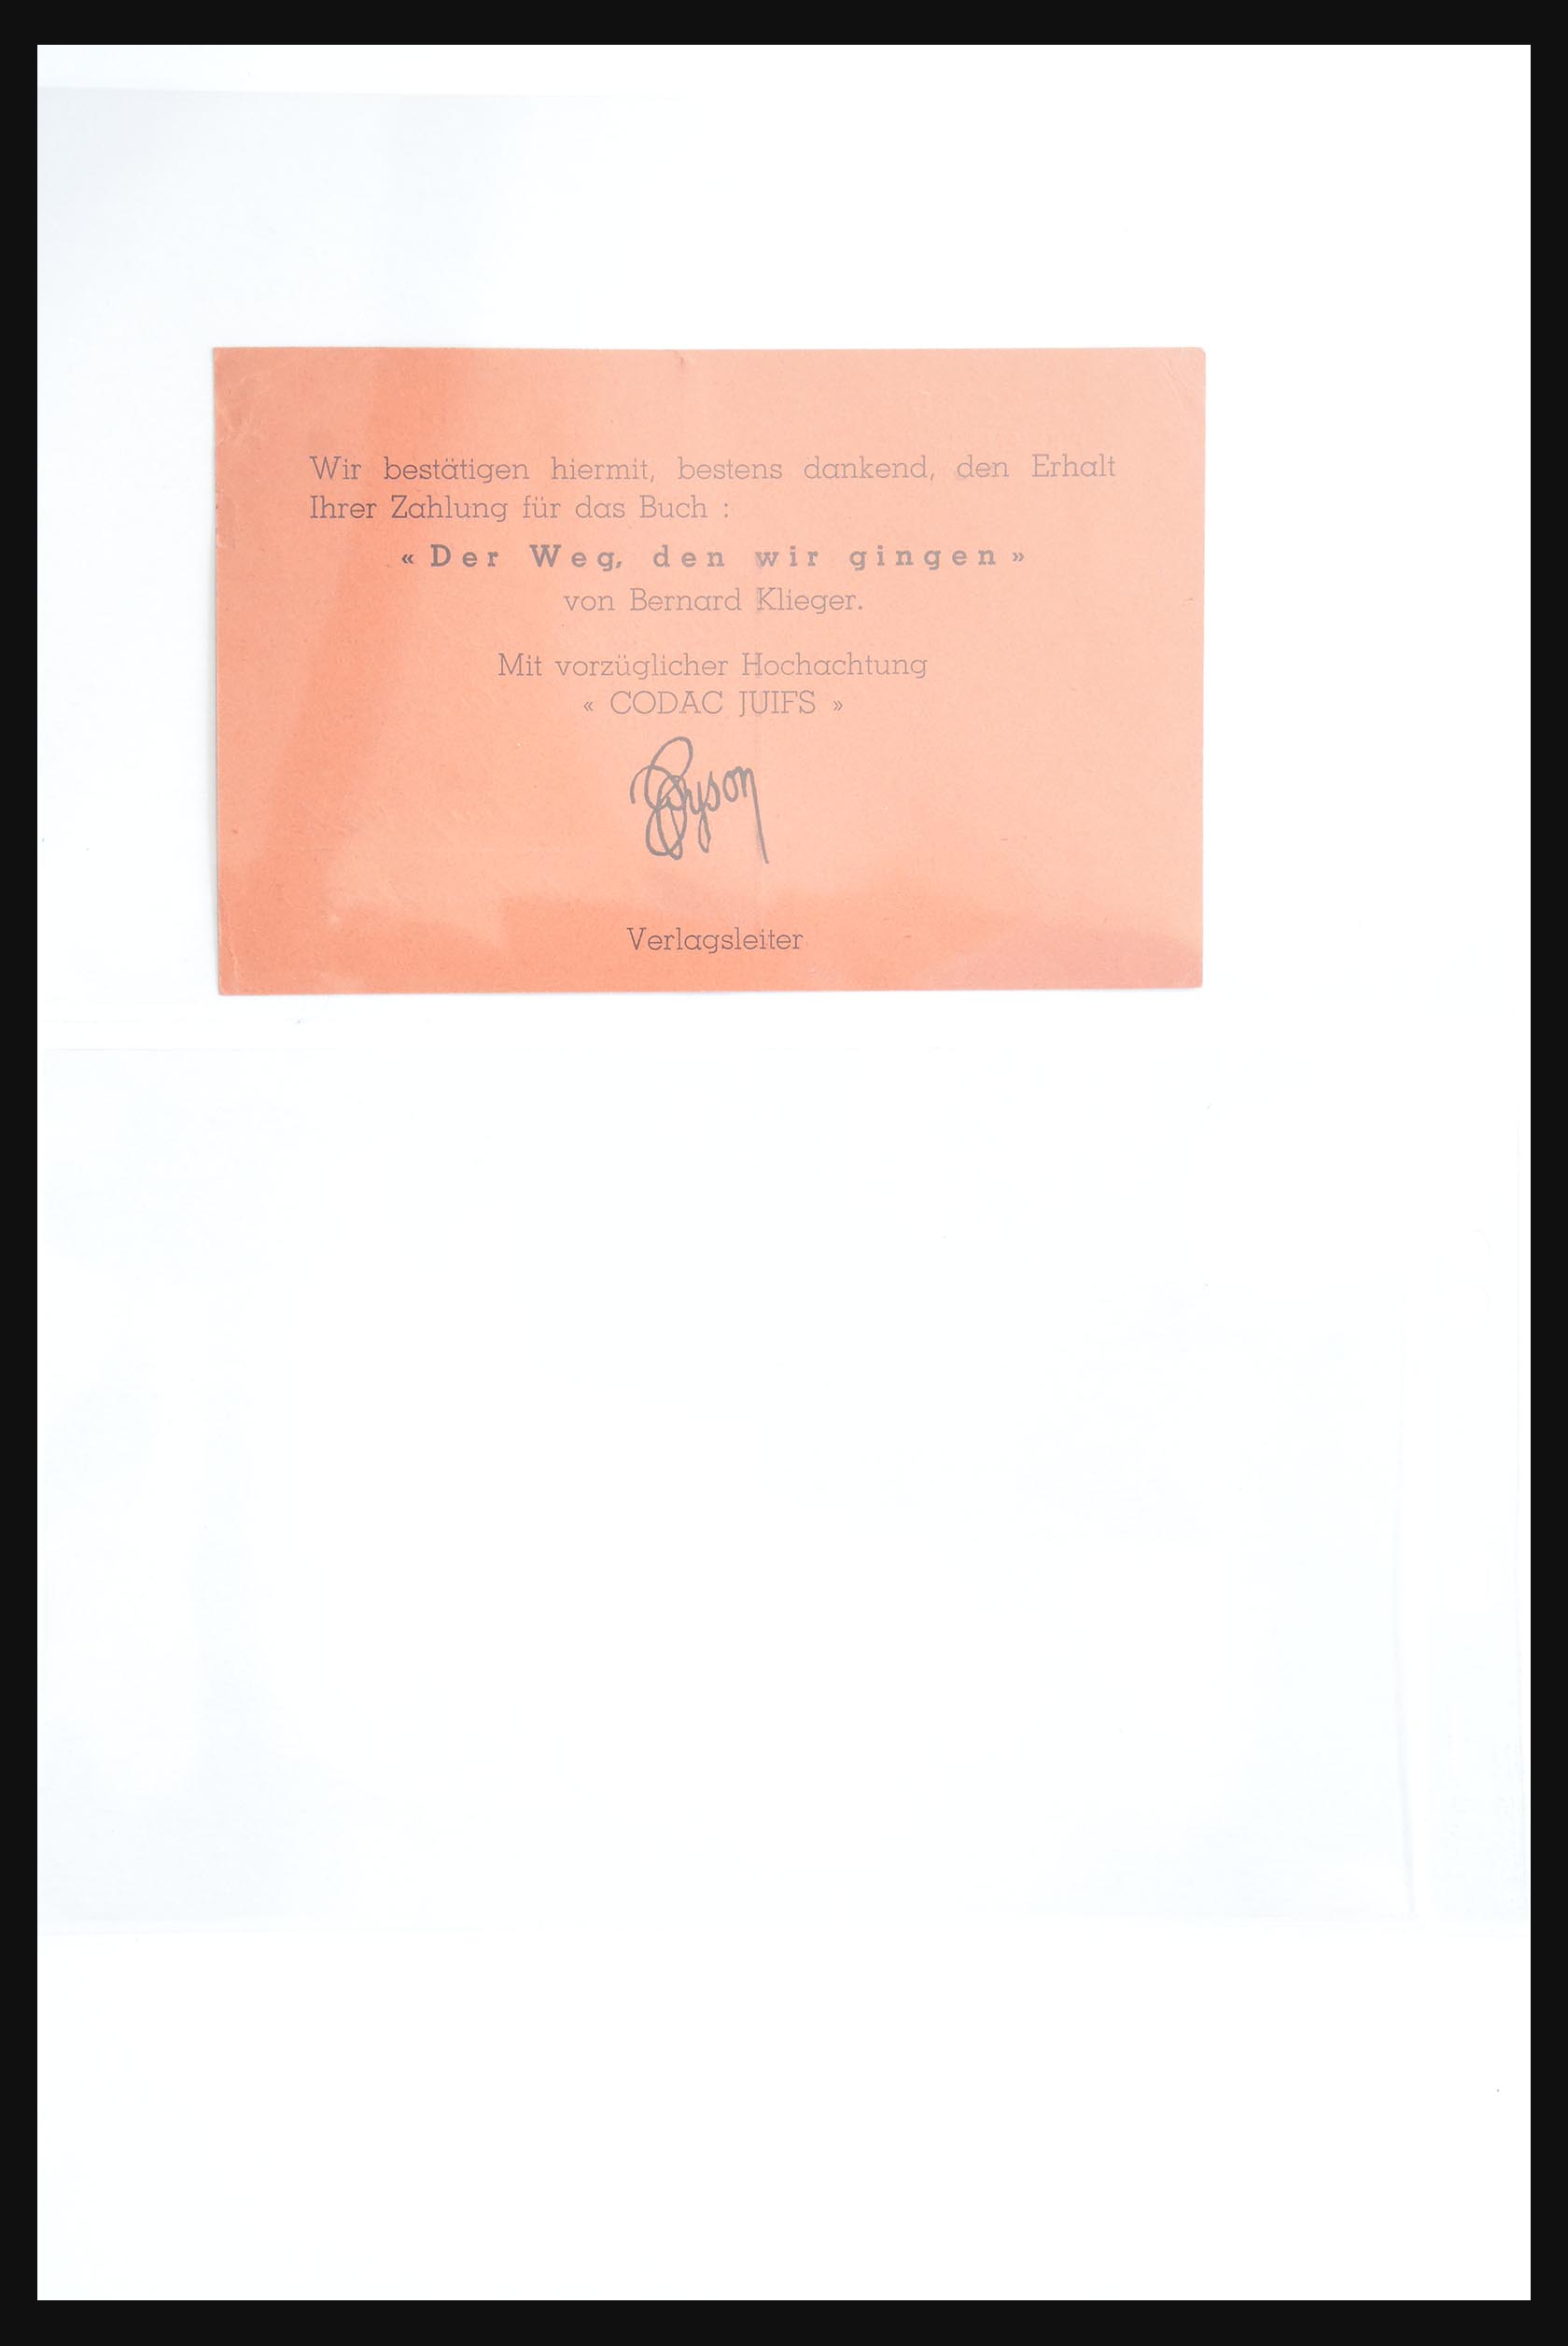 Wir bestätigen hiermit, bestens dankend, den Erhalt
Ihrer Zahlung für das Buch :
« Der Weg, den wir gingen »
von Bernard Klieger.
Mit vorzüglicher Hochachtung
« CODAC JUIFS »
Verlagsleiter